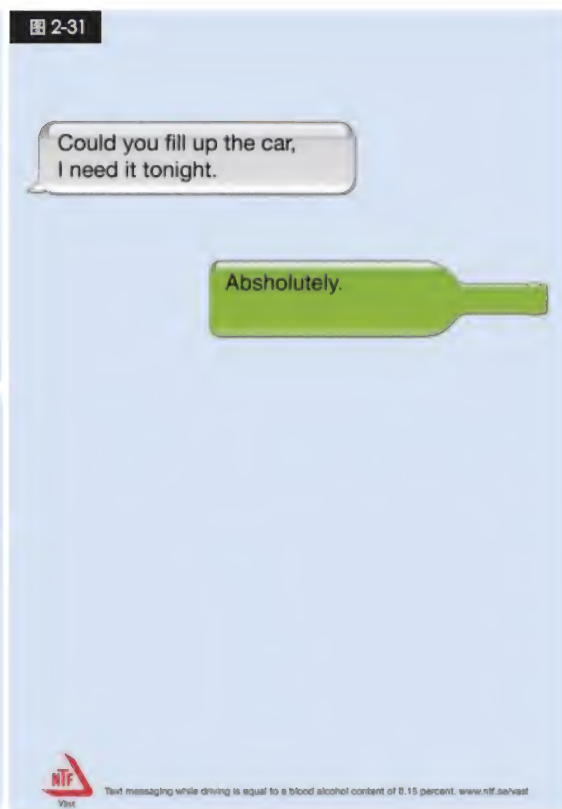 图 2-31
Could you fill up the car,
I need it tonight.
Absholutely.
NTF
Väst
Text messaging while driving is equal to a blood alcohol content of 0.15 percent. www.ntf.se/vast